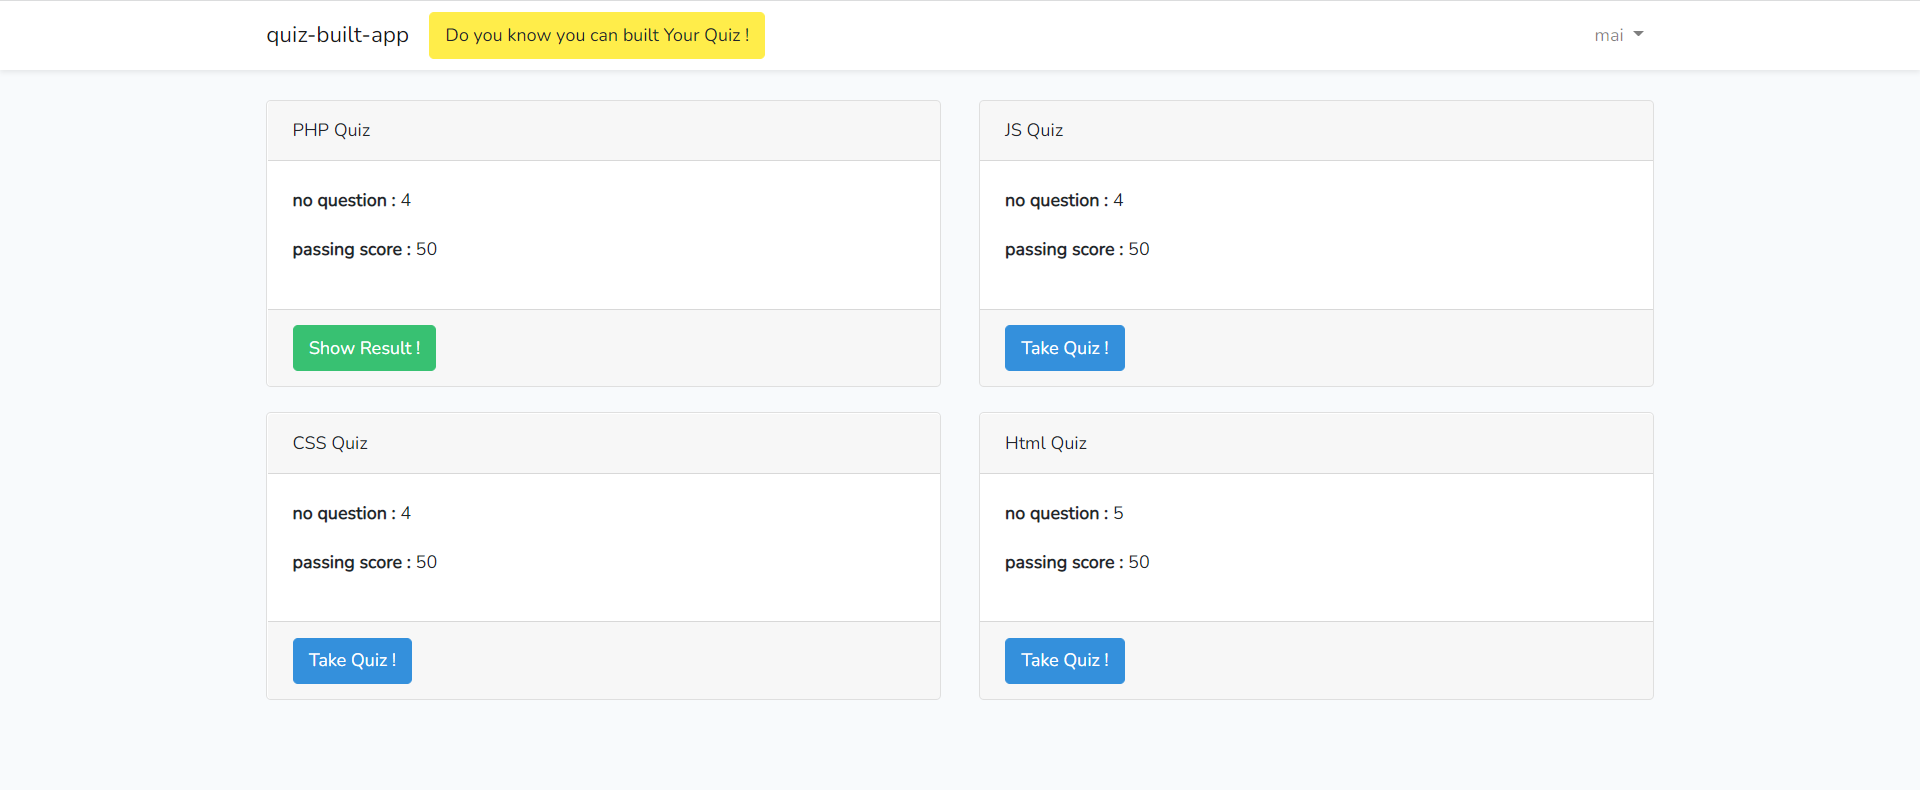 quiz-built-app
Do you know you can built Your Quiz !
mai
PHP Quiz
no question : 4
passing score : 50
Show Result !
JS Quiz
no question : 4
passing score : 50
Take Quiz !
CSS Quiz
no question : 4
passing score : 50
Take Quiz !
Html Quiz
no question : 5
passing score : 50
Take Quiz !